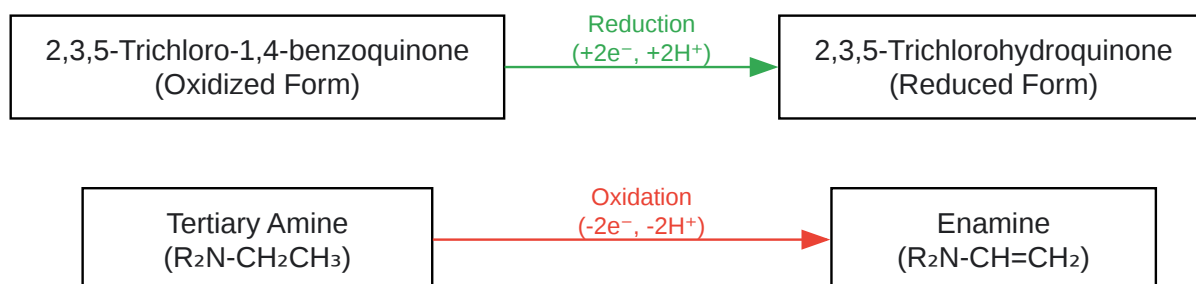 2,3,5-Trichloro-1,4-benzoquinone
(Oxidized Form)
Reduction
(+2e⁻, +2H⁺)
2,3,5-Trichlorohydroquinone
(Reduced Form)
Tertiary Amine
(R₂N-CH₂CH₃)
Oxidation
(-2e⁻, -2H⁺)
Enamine
(R₂N-CH=CH₂)